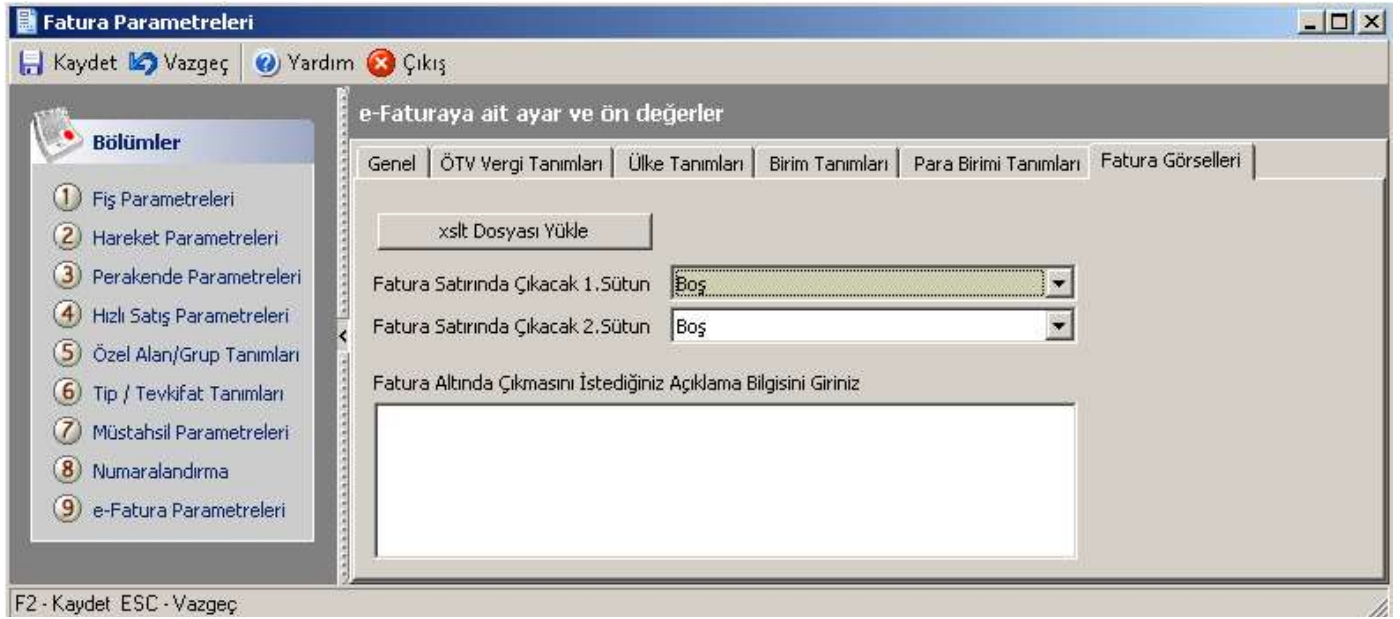 Fatura Parametreleri
Kaydet Vazgeç Yardım Çıkış
Bölümler
1 Fiş Parametreleri
2 Hareket Parametreleri
3 Perakende Parametreleri
4 Hızlı Satış Parametreleri
5 Özel Alan/Grup Tanımları
6 Tip / Tevkifat Tanımları
7 Müstahsil Parametreleri
8 Numaralandırma
9 e-Fatura Parametreleri
e-Faturaya ait ayar ve ön değerler
Genel ÖTV Vergi Tanımları Ülke Tanımları Birim Tanımları Para Birimi Tanımları Fatura Görselleri
xslt Dosyası Yükle
Fatura Satırında Çıkacak 1.Sütun Boş
Fatura Satırında Çıkacak 2.Sütun Boş
Fatura Altında Çıkmasını İstediğiniz Açıklama Bilgisini Giriniz
F2 - Kaydet ESC - Vazgeç